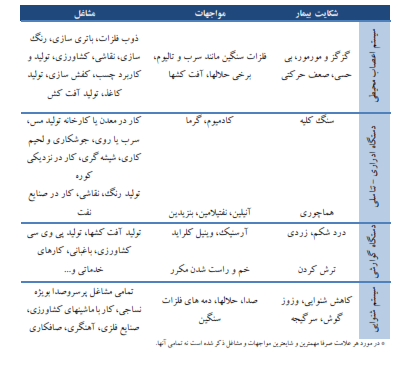 شکایت بیمار	مواجهات	مشاغل
سیستم اعصاب محیطی
گزگز و مورمور، بی
حسی، ضعف حرکتی
فلزات سنگین مانند سرب و تالیوم،
برخی حلالها، آفت کشها
ذوب فلزات، باتری سازی، رنگ
سازی، نقاشی، کشاورزی، تولید و
کاربرد چسب، کفش سازی، تولید
کاغذ، تولید آفت کش
دستگاه ادراری - تناسلی
سنگ کلیه
کادمیوم، گرما
کار در معدن یا کارخانه تولید مس،
سرب یا روی، جوشکاری و لحیم
کاری، شیشه گری، کار در نزدیکی
کوره
هماچوری
آنیلین، نفتیلامین، بنزیدین
تولید رنگ، نقاشی، کار در صنایع
نفت
دستگاه گوارشی
درد شکم، زردی
آرسنیک، وینیل کلراید
تولید آفت کشها، تولید پی وی سی
کشاورزی، باغبانی، کارهای
خدماتی و...
ترش کردن
خم و راست شدن مکرر
سیستم شنوایی
کاهش شنوایی، وزوز
گوش، سرگیجه
صدا، حلالها، دمه های فلزات
سنگین
تمامی مشاغل پرسروصدا بویژه
نساجی، کار با ماشینهای کشاورزی،
صنایع فلزی، آهنگری، صافکاری
* در مورد هر علامت صرفا مهمترین و شایعترین مواجهات و مشاغل ذکر شده است نه تمامی آنها.